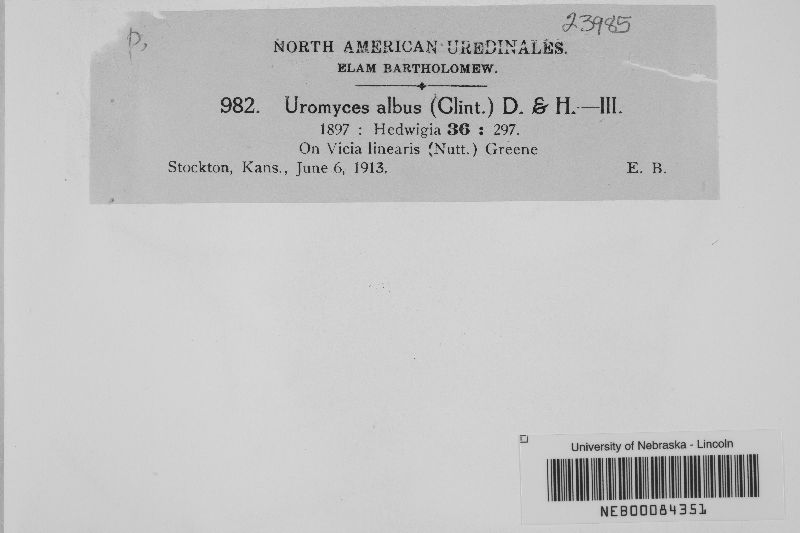 23985
p,
NORTH AMERICAN UREDINALES.
ELAM BARTHOLOMEW.
982. Uromyces albus (Clint.) D. & H.—III.
1897 : Hedwigia 36 : 297.
On Vicia linearis (Nutt.) Greene
Stockton, Kans., June 6, 1913. E. B.
University of Nebraska - Lincoln
NEB00084351